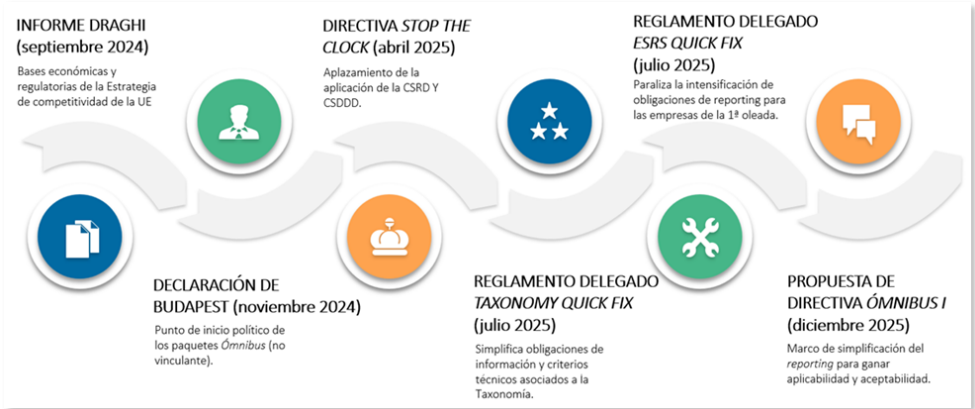 INFORME DRAGHI
(septiembre 2024)
Bases económicas y
regulatorias de la Estrategia
de competitividad de la UE
DECLARACIÓN DE
BUDAPEST (noviembre 2024)
Punto de inicio político de
los paquetes Ómnibus (no
vinculante).
DIRECTIVA STOP THE
CLOCK (abril 2025)
Aplazamiento de la
aplicación de la CSRD Y
CSDDD.
REGLAMENTO DELEGADO
TAXONOMY QUICK FIX
(julio 2025)
Simplifica obligaciones de
información y criterios
técnicos asociados a la
Taxonomía.
REGLAMENTO DELEGADO
ESRS QUICK FIX
(julio 2025)
Paraliza la intensificación de
obligaciones de reporting para
las empresas de la 1ª oleada.
PROPUESTA DE
DIRECTIVA ÓMNIBUS I
(diciembre 2025)
Marco de simplificación del
reporting para ganar
aplicabilidad y aceptabilidad.